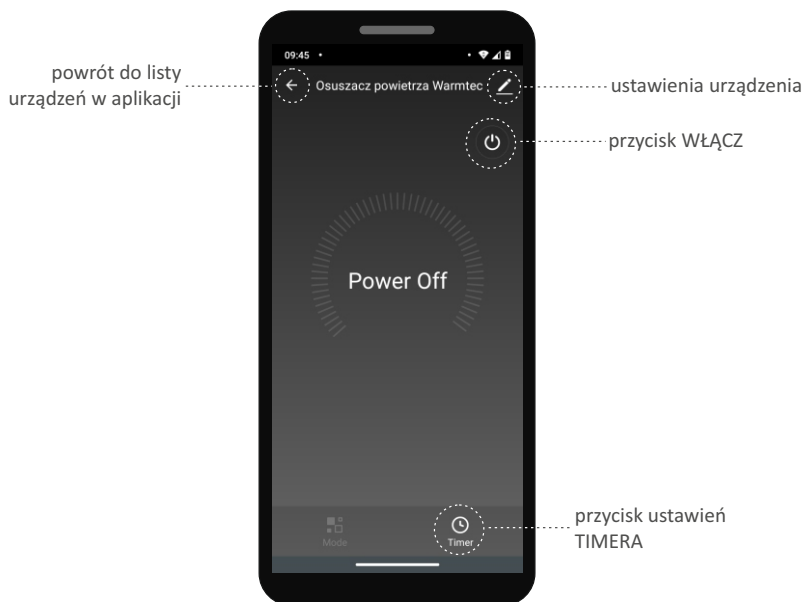 09:45
powrót do listy
urządzeń w aplikacji
Osuszacz powietrza Warmtec
ustawienia urządzenia
przycisk WŁĄCZ
Power Off
Mode
Timer
przycisk ustawień
TIMERA